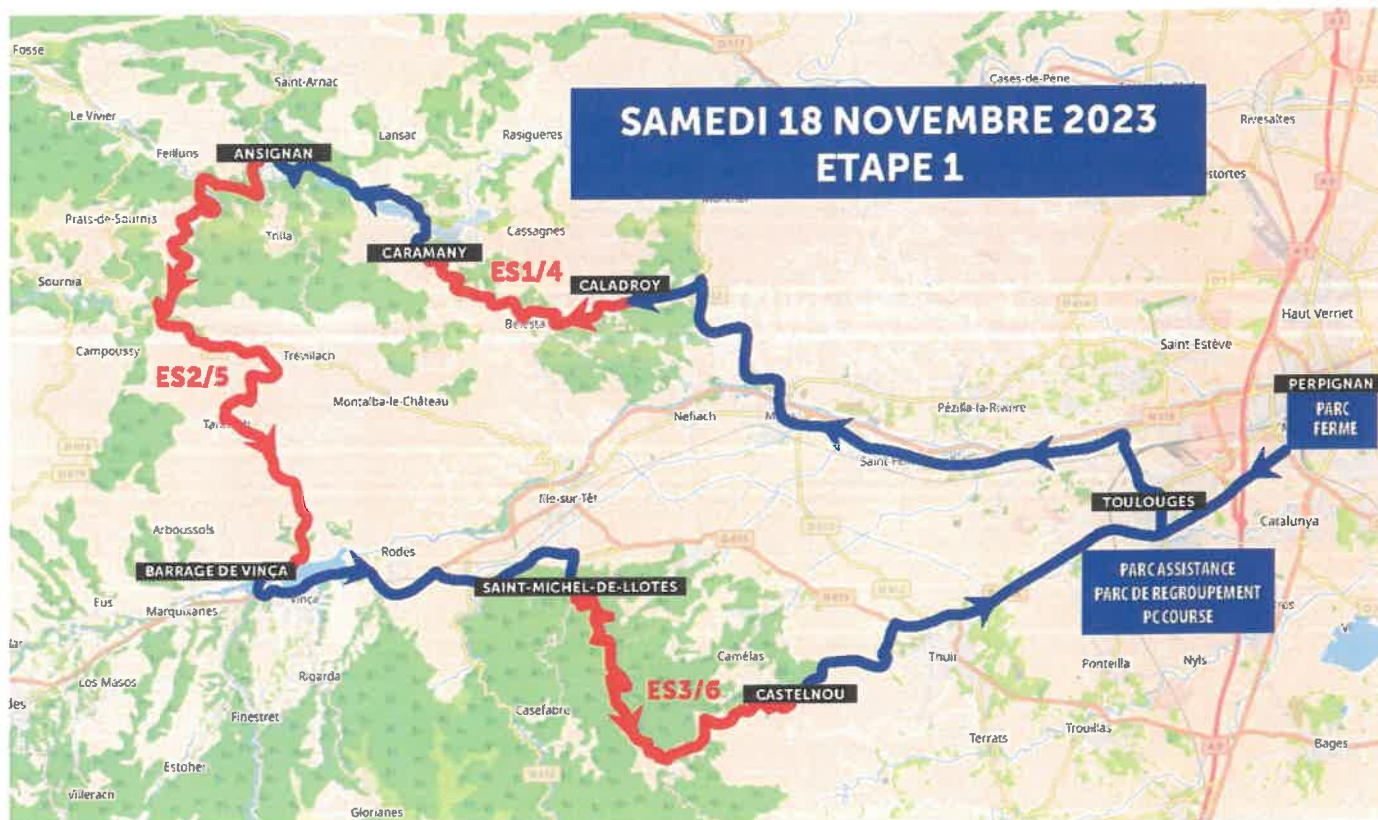 SAMEDI 18 NOVEMBRE 2023
ETAPE 1
Fosse
Saint-Arnac
Cases-de-Pène
Le Vivier
Lansac
Rasiguères
Rivesaltes
Felluns
ANSIGNAN
Prats-de-Sournia
Trilla
Cassagnes
CARAMANY
ES1/4
CALADROY
Sournia
Bélesta
Haut Vernet
Campoussy
Trévillach
Saint-Estève
ES2/5
Montalba-le-Château
PERPIGNAN
PARC
FERME
Néfiach
Pézilla-la-Rivière
Ille-sur-Têt
TOULOUGES
Catalunya
Arboussols
Rodès
BARRAGE DE VINÇA
SAINT-MICHEL-DE-LLOTES
PARC ASSISTANCE
PARC DE REGROUPEMENT
PC COURSE
Eus
Marquixanes
Vinça
Camélas
Thuir
Ponteilla
Nyls
Los Masos
Rigarda
ES3/6
CASTELNOU
Finestret
Casefabre
Terrats
Trouillas
Bages
Estoher
Villerach
Glorianes